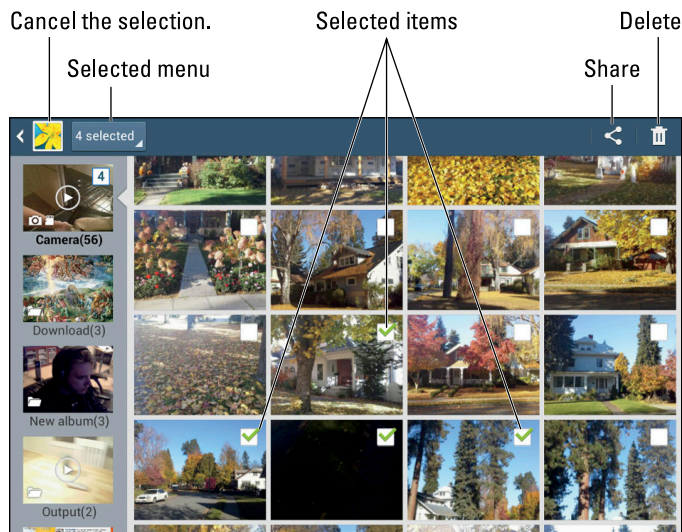 Cancel the selection.
Selected items
Delete
Selected menu
Share
4 selected
4
Camera(56)
Download(3)
New album(3)
Output(2)